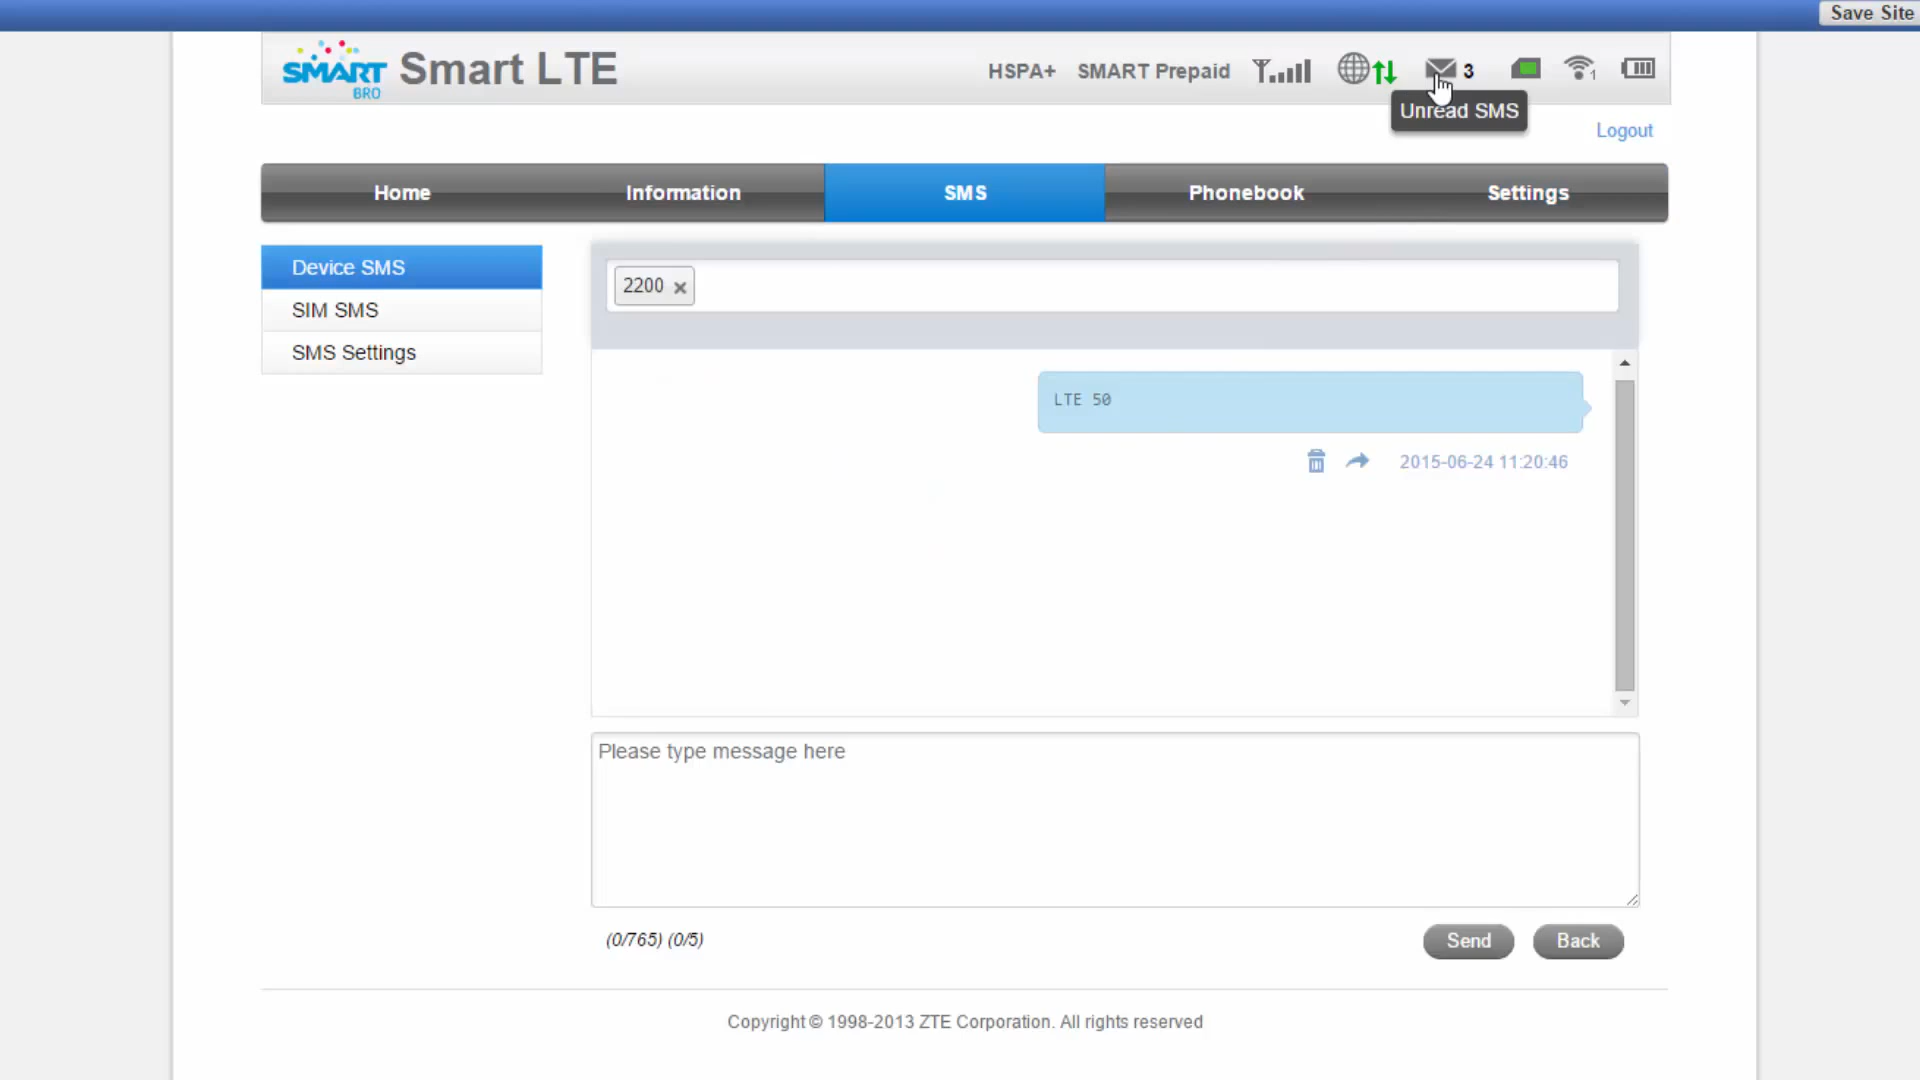 Save Site
SMART BRO Smart LTE HSPA+ SMART Prepaid 3 1
Unread SMS
Logout
Home Information SMS Phonebook Settings
Device SMS
SIM SMS
SMS Settings
2200 ×
LTE 50
2015-06-24 11:20:46
Please type message here
(0/765) (0/5)
Send Back
Copyright © 1998-2013 ZTE Corporation. All rights reserved